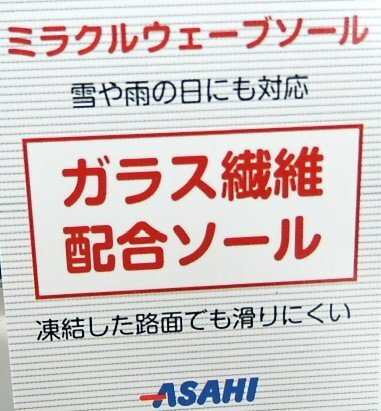 ミラクルウェーブソール
雪や雨の日にも対応
ガラス繊維
配合ソール
凍結した路面でも滑りにくい
ASAHI